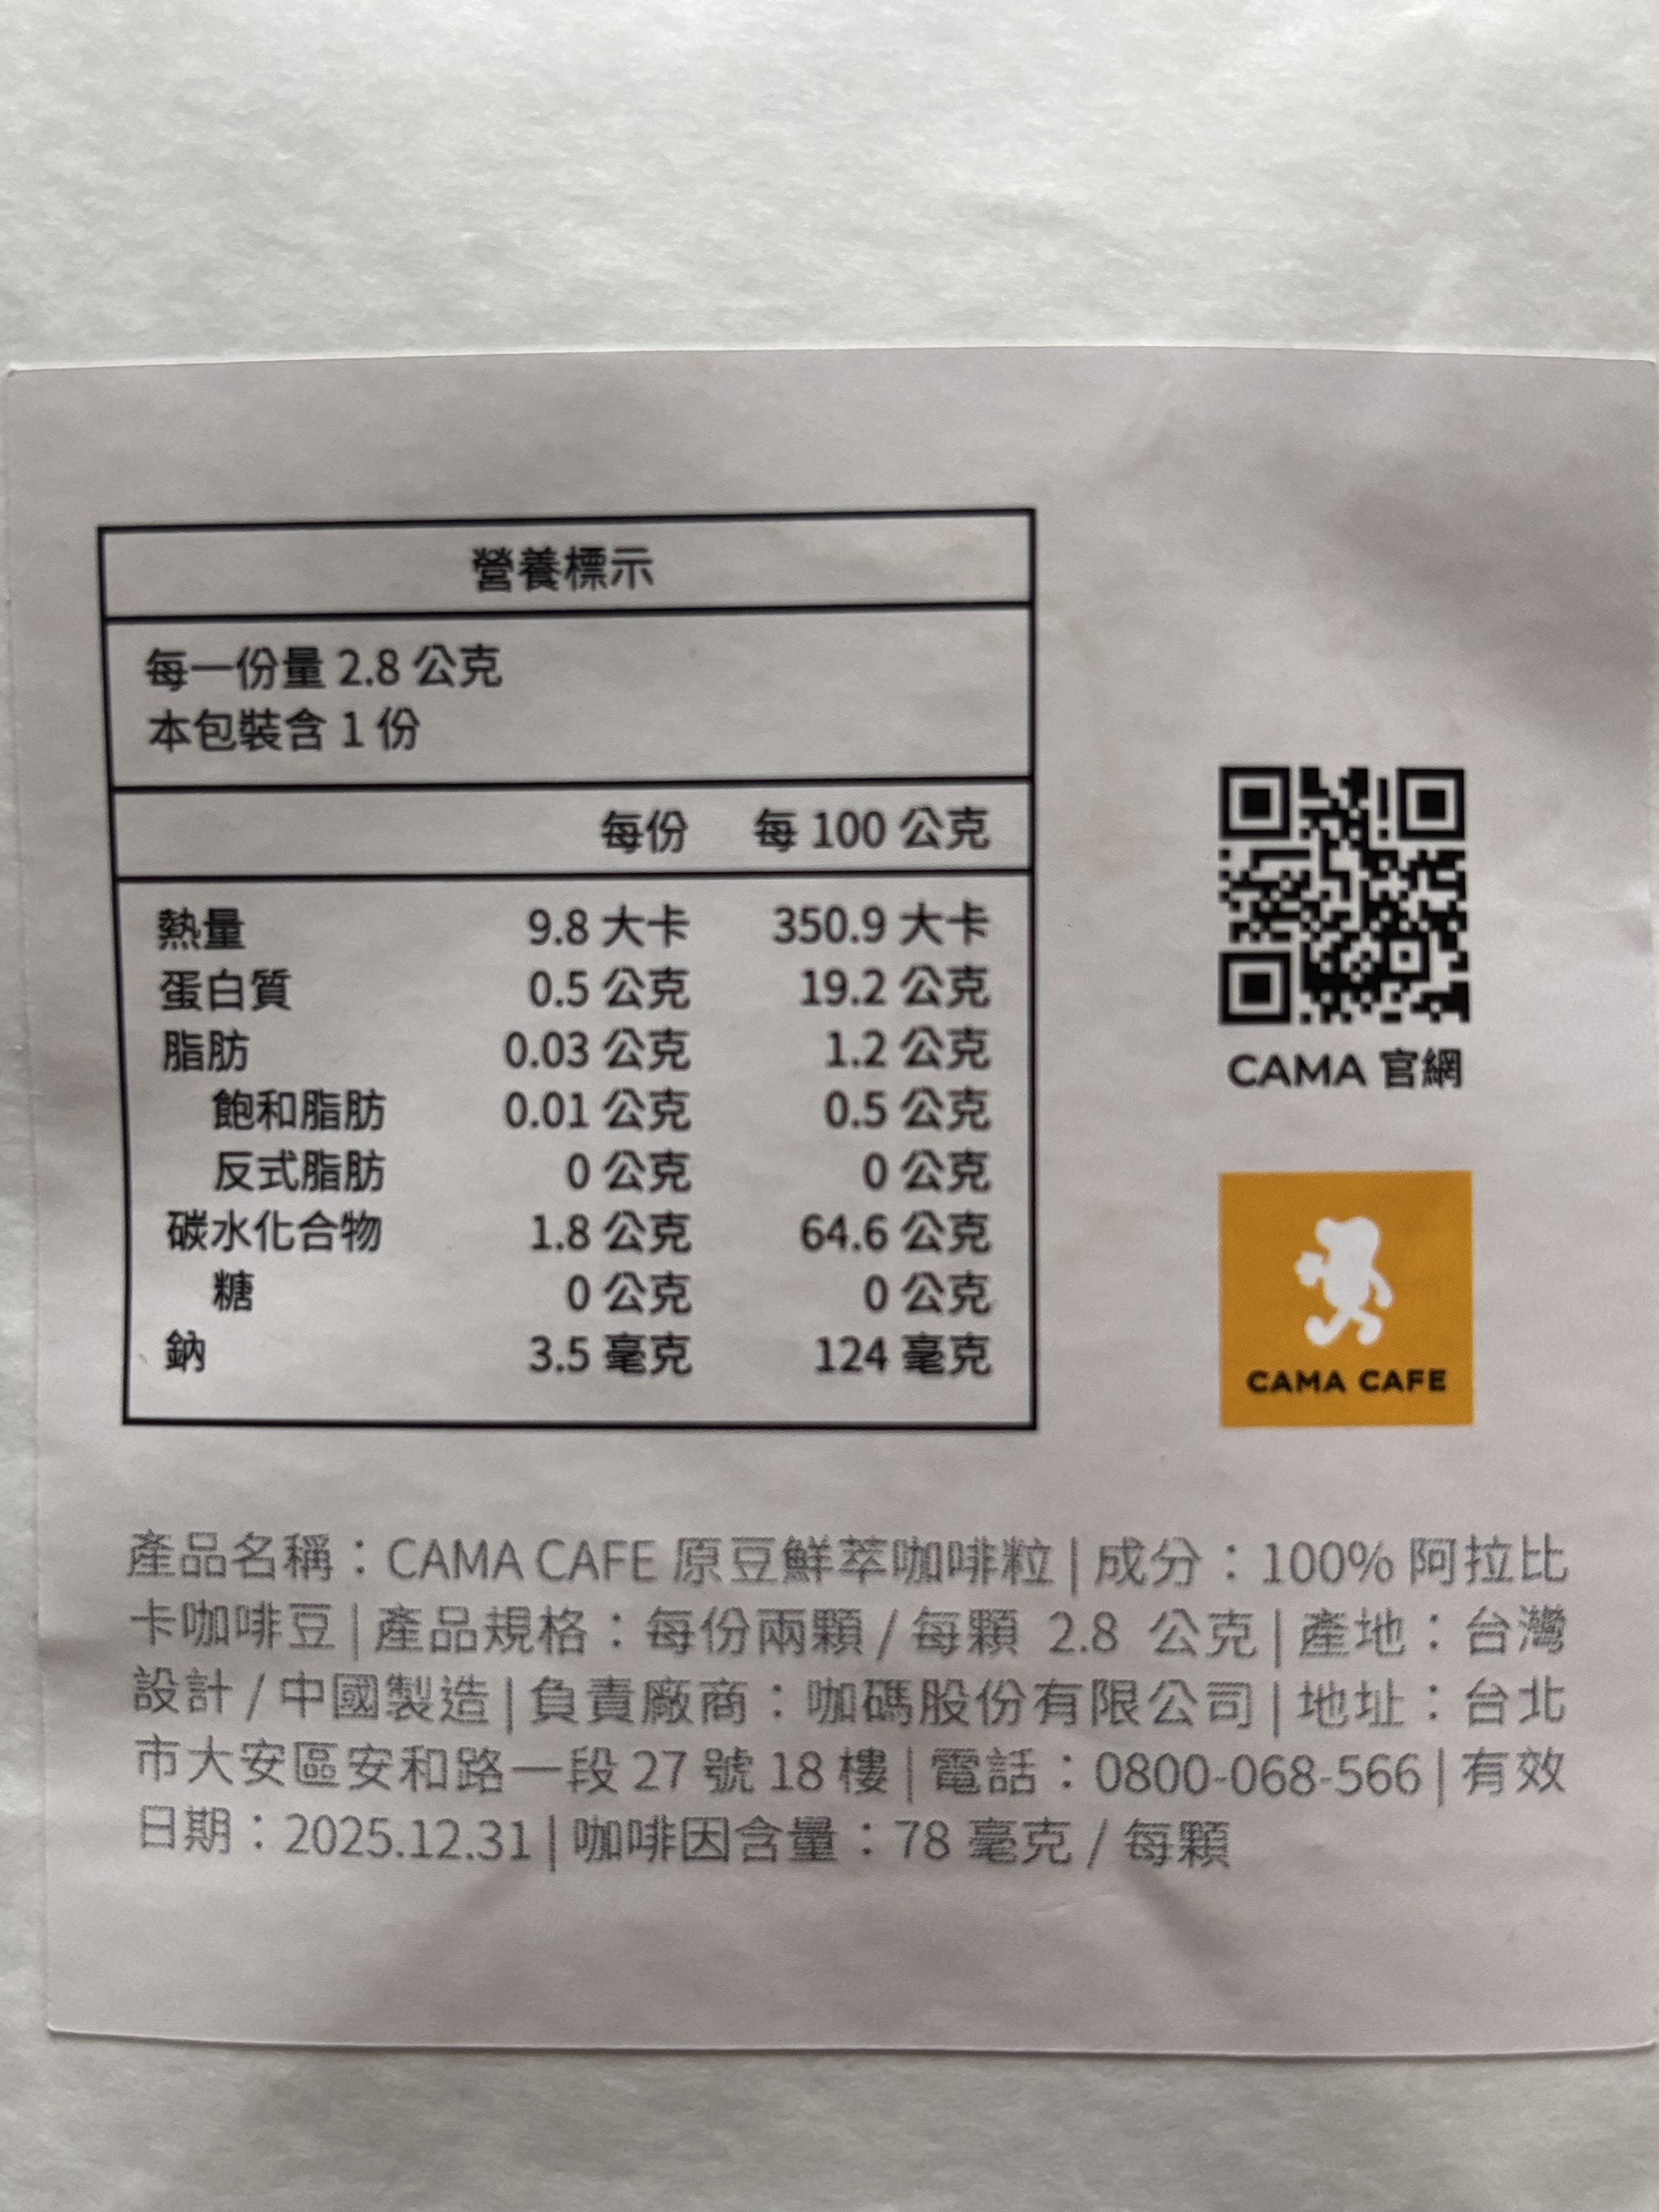 營養標示
每一份量 2.8 公克
本包裝含 1 份
每份 每 100 公克
熱量 9.8 大卡 350.9 大卡
蛋白質 0.5 公克 19.2 公克
脂肪 0.03 公克 1.2 公克
飽和脂肪 0.01 公克 0.5 公克
反式脂肪 0 公克 0 公克
碳水化合物 1.8 公克 64.6 公克
糖 0 公克 0 公克
鈉 3.5 毫克 124 毫克
CAMA 官網
CAMA CAFE
產品名稱：CAMA CAFE 原豆鮮萃咖啡粒 | 成分：100% 阿拉比
卡咖啡豆 | 產品規格：每份兩顆 / 每顆 2.8 公克 | 產地：台灣
設計 / 中國製造 | 負責廠商：咖碼股份有限公司 | 地址：台北
市大安區安和路一段 27 號 18 樓 | 電話：0800-068-566 | 有效
日期：2025.12.31 | 咖啡因含量：78 毫克 / 每顆